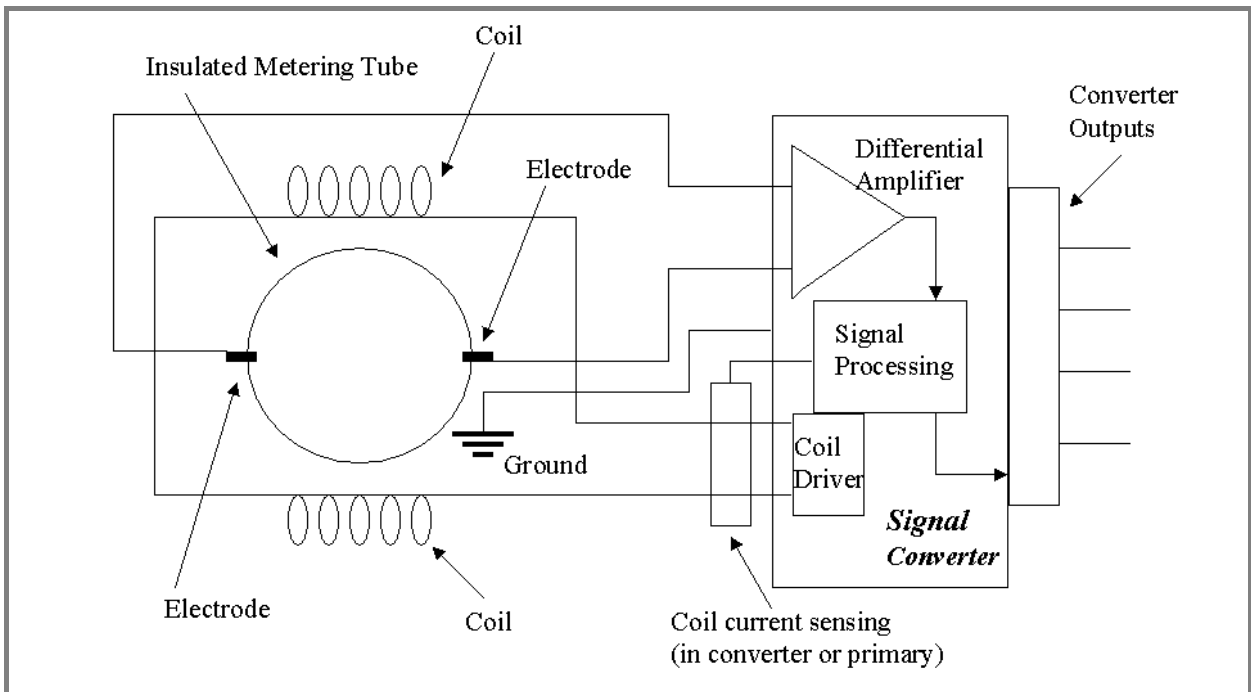 Coil
Insulated Metering Tube
Converter
Outputs
Differential
Amplifier
Electrode
Signal
Processing
Ground
Coil
Driver
Signal
Converter
Electrode
Coil
Coil current sensing
(in converter or primary)